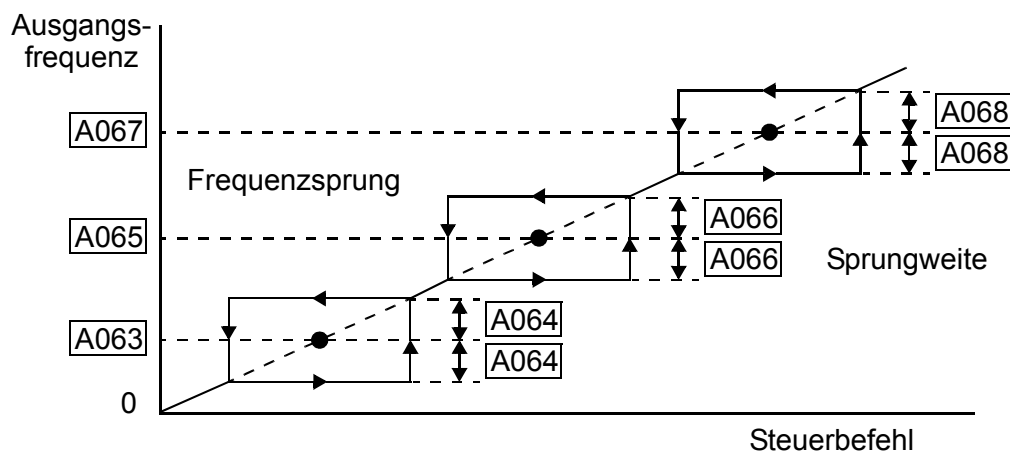 Ausgangs-
frequenz
A067
A068
A068
Frequenzsprung
A065
A066
A066
Sprungweite
A063
A064
A064
0
Steuerbefehl